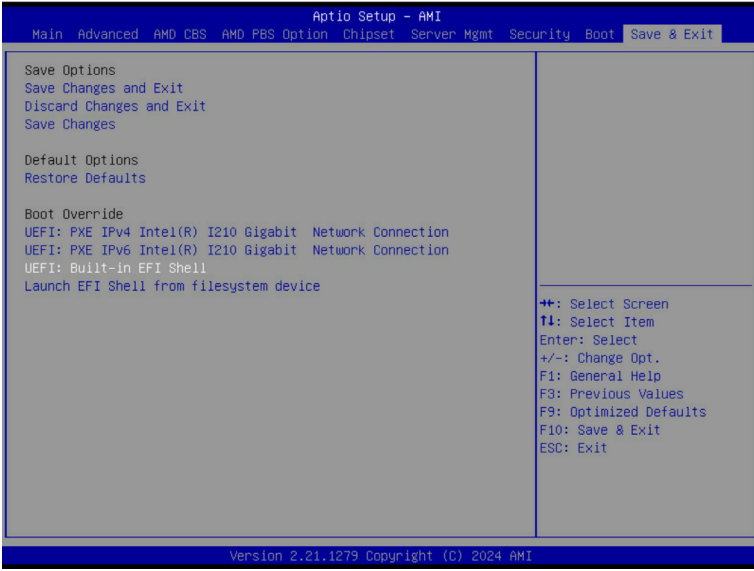 Aptio Setup - AMI
Main Advanced AMD CBS AMD PBS Option Chipset Server Mgmt Security Boot Save & Exit
Save Options
Save Changes and Exit
Discard Changes and Exit
Save Changes
Default Options
Restore Defaults
Boot Override
UEFI: PXE IPv4 Intel(R) I210 Gigabit  Network Connection
UEFI: PXE IPv6 Intel(R) I210 Gigabit  Network Connection
UEFI: Built-in EFI Shell
Launch EFI Shell from filesystem device
→←: Select Screen
↑↓: Select Item
Enter: Select
+/-: Change Opt.
F1: General Help
F3: Previous Values
F9: Optimized Defaults
F10: Save & Exit
ESC: Exit
Version 2.21.1279 Copyright (C) 2024 AMI